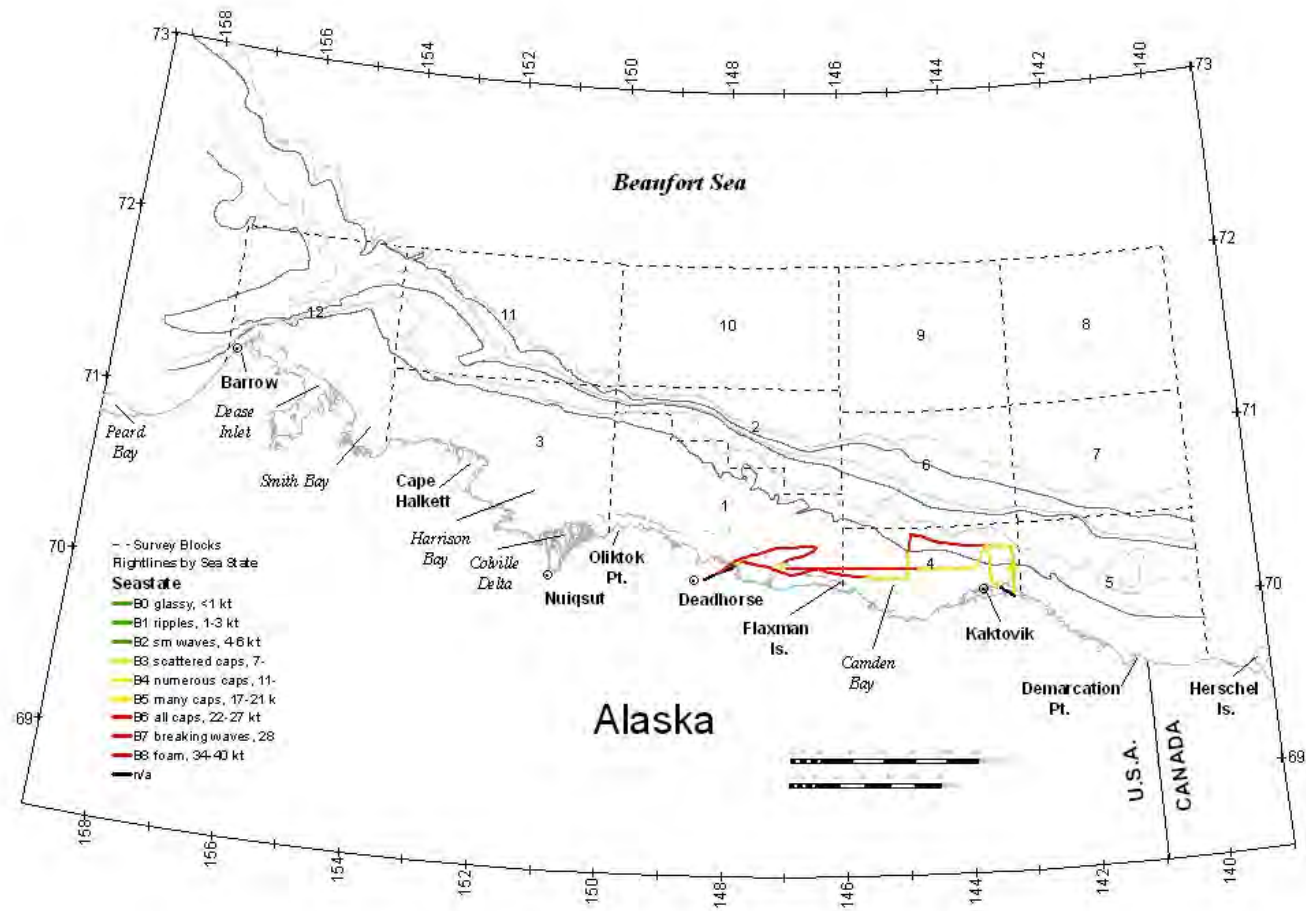 158
156
154
152
150
148
146
144
142
140
73
73
Beaufort Sea
72
72
12
11
10
9
8
71
71
Barrow
Dease
Inlet
Peard
Bay
Smith Bay
3
2
6
7
Cape
Halkett
1
Harrison
Bay
Colville
Delta
Oliktok
Pt.
4
5
70
70
Nuiqsut
Deadhorse
Flaxman
Is.
Kaktovik
Camden
Bay
Demarcation
Pt.
Herschel
Is.
-- Survey Blocks
Flightlines by Sea State
Seastate
B0 glassy, <1 kt
B1 ripples, 1-3 kt
B2 sm waves, 4-6 kt
B3 scattered caps, 7-
B4 numerous caps, 11-
B5 many caps, 17-21 k
B6 all caps, 22-27 kt
B7 breaking waves, 28
B8 foam, 34-40 kt
n/a
Alaska
U.S.A.
CANADA
69
69
158
156
154
152
150
148
146
144
142
140